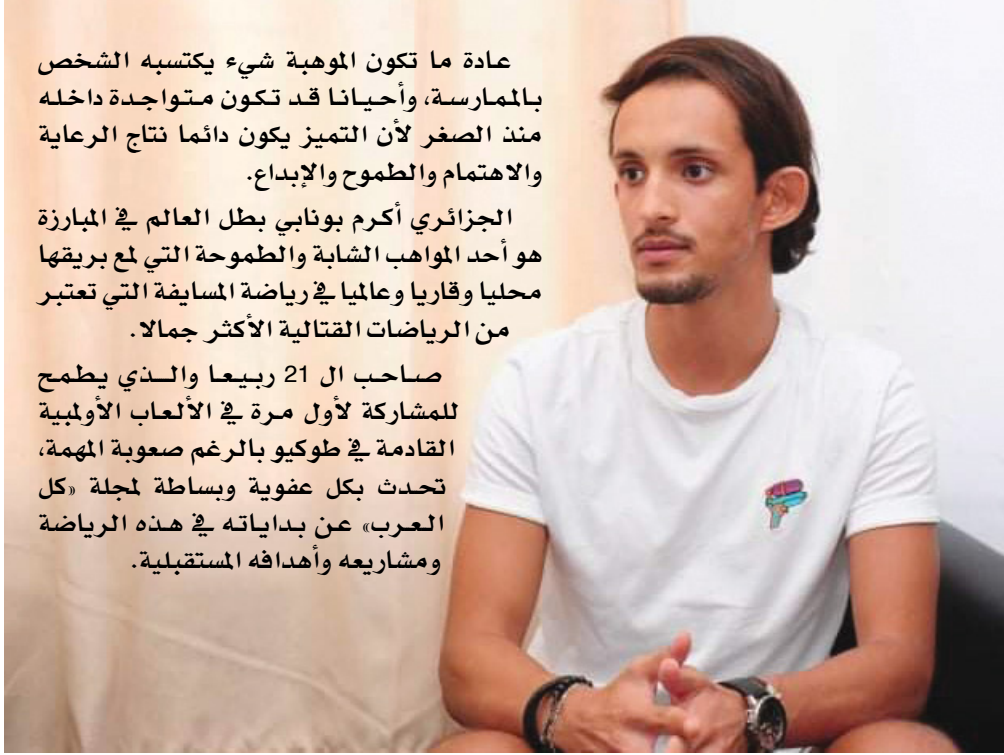 عادة ما تكون الموهبة شيء يكتسبه الشخص
بالممارسة، وأحيانا قد تكون متواجدة داخله
منذ الصغر لأن التميز يكون دائما نتاج الرعاية
والاهتمام والطموح والإبداع.
الجزائري أكرم بونابي بطل العالم في المبارزة
هو أحد المواهب الشابة والطموحة التي لمع بريقها
محليا وقاريا وعالميا في رياضة المسايفة التي تعتبر
من الرياضات القتالية الأكثر جمالا.
صاحب ال 21 ربيعا والذي يطمح
للمشاركة لأول مرة في الألعاب الأولمبية
القادمة في طوكيو بالرغم صعوبة المهمة،
تحدث بكل عفوية وبساطة لمجلة «كل
العرب» عن بداياته في هذه الرياضة
ومشاريعه وأهدافه المستقبلية.